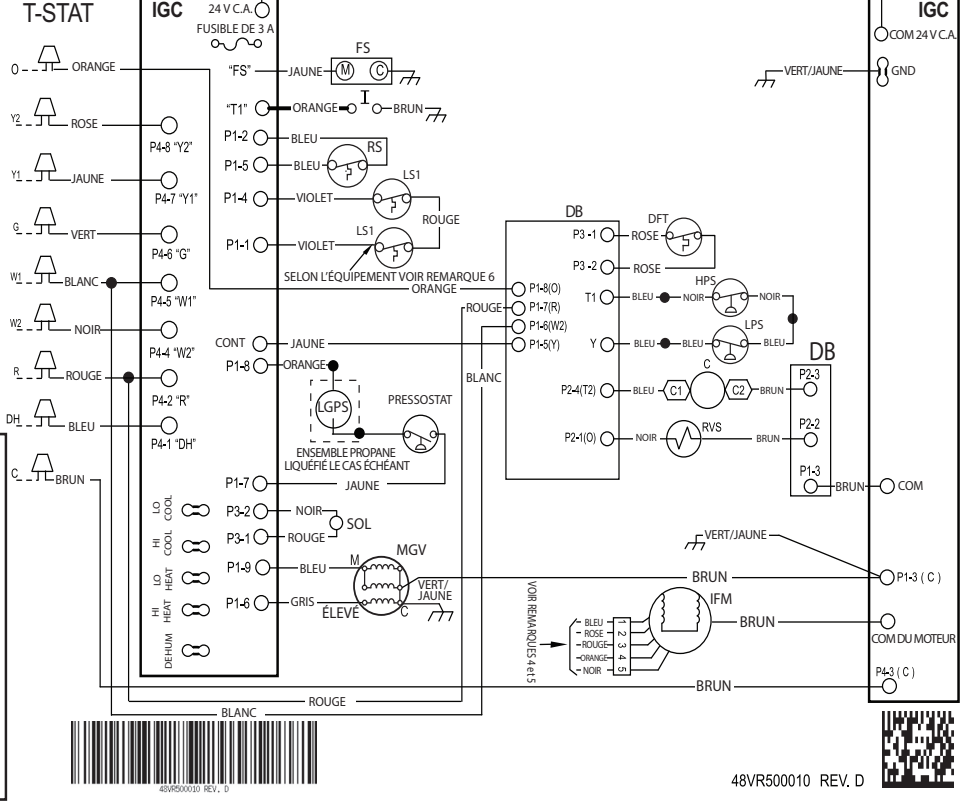 T-STAT
IGC
24 V C.A.
FUSIBLE DE 3 A
IGC
COM 24 V C.A.
O
ORANGE
"FS"
JAUNE
FS
M
C
VERT/JAUNE
GND
"T1"
ORANGE
BRUN
Y2
ROSE
P4-8 "Y2"
P1-2
BLEU
RS
P1-5
BLEU
Y1
JAUNE
P4-7 "Y1"
P1-4
VIOLET
LS1
ROUGE
G
VERT
P4-6 "G"
P1-1
VIOLET
LS1
SELON L'ÉQUIPEMENT VOIR REMARQUE 6
DB
P3 -1
ROSE
DFT
P3 -2
ROSE
W1
BLANC
P4-5 "W1"
ORANGE
P1-8(O)
T1
BLEU
NOIR
HPS
NOIR
ROUGE
P1-7(R)
P1-6(W2)
W2
NOIR
P4-4 "W2"
CONT
JAUNE
P1-5(Y)
Y
BLEU
BLEU
LPS
BLEU
P1-8
ORANGE
BLANC
DB
R
ROUGE
P4-2 "R"
LGPS
PRESSOSTAT
P2-4(T2)
BLEU
C1
C
C2
BRUN
P2-3
DH
BLEU
P4-1 "DH"
ENSEMBLE PROPANE
LIQUÉFIÉ LE CAS ÉCHÉANT
P2-1(O)
NOIR
RVS
BRUN
P2-2
C
BRUN
P1-7
JAUNE
P1-3
BRUN
COM
LO
COOL
P3-2
NOIR
SOL
HI
COOL
P3-1
ROUGE
VERT/JAUNE
LO
HEAT
P1-9
BLEU
M
MGV
VERT/
JAUNE
BRUN
P1-3 ( C )
HI
HEAT
P1-6
GRIS
ÉLEVÉ
C
DEHUM
VOIR REMARQUES 4 et 5
BLEU
ROSE
ROUGE
ORANGE
NOIR
1
2
3
4
5
IFM
BRUN
COM DU MOTEUR
P4-3 ( C )
BRUN
ROUGE
BLANC
48VR500010 REV. D
48VR500010 REV. D